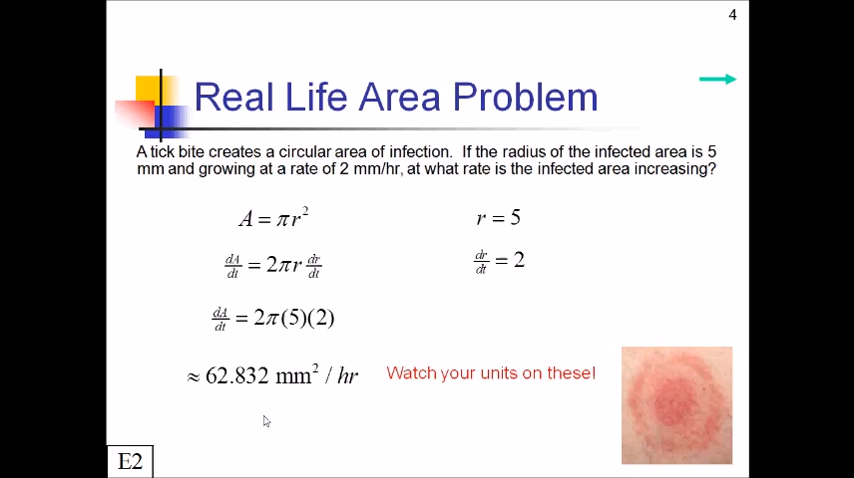 4
Real Life Area Problem
A tick bite creates a circular area of infection. If the radius of the infected area is 5
mm and growing at a rate of 2 mm/hr, at what rate is the infected area increasing?
A = πr²
r = 5
dA/dt = 2πr dr/dt
dr/dt = 2
dA/dt = 2π(5)(2)
≈ 62.832 mm² / hr
Watch your units on these!
E2